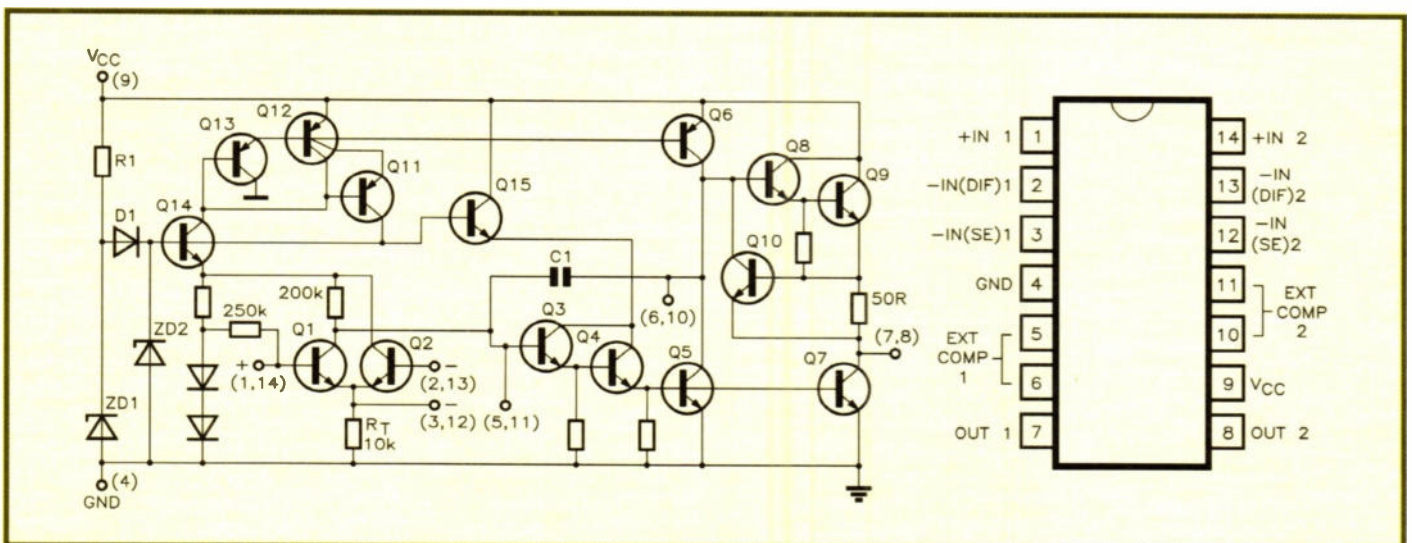 VCC
(9)
Q12
Q13
Q6
Q8
R1
Q11
Q9
Q15
D1
Q14
Q10
C1
200k
(6,10)
50R
250k
Q3
ZD2
Q1
Q4
(7,8)
Q2
Q5
Q7
+
(1,14)
− (2,13)
ZD1
− (3,12)
(5,11)
RT
10k
(4)
GND
+IN 1
1
14
+IN 2
−IN(DIF)1
2
13
−IN
(DIF)2
−IN(SE)1
3
12
−IN
(SE)2
GND
4
11
EXT
COMP
2
EXT
COMP
1
5
10
6
9
VCC
OUT 1
7
8
OUT 2